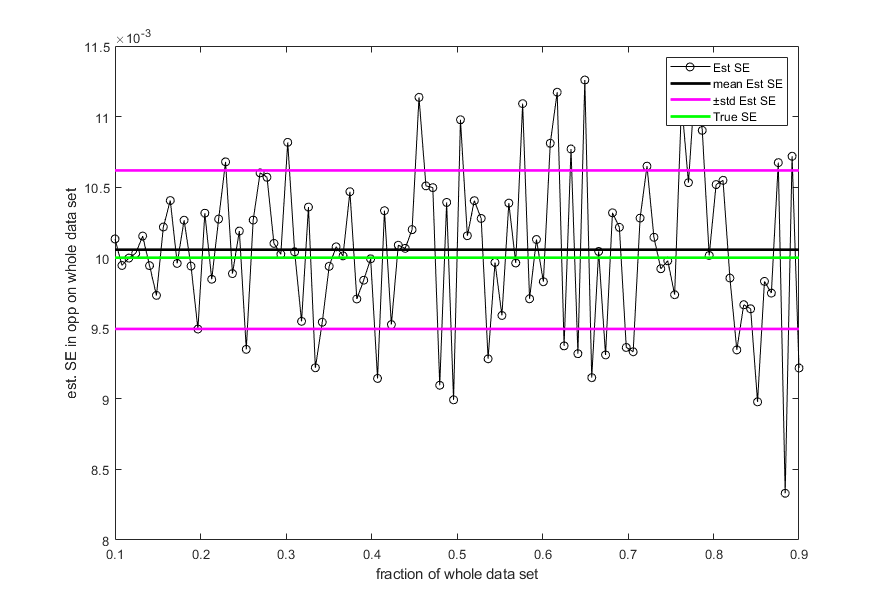 ×10^-3
11.5
11
10.5
10
9.5
9
8.5
8
0.1 0.2 0.3 0.4 0.5 0.6 0.7 0.8 0.9
fraction of whole data set
est. SE in opp on whole data set
Est SE
mean Est SE
±std Est SE
True SE